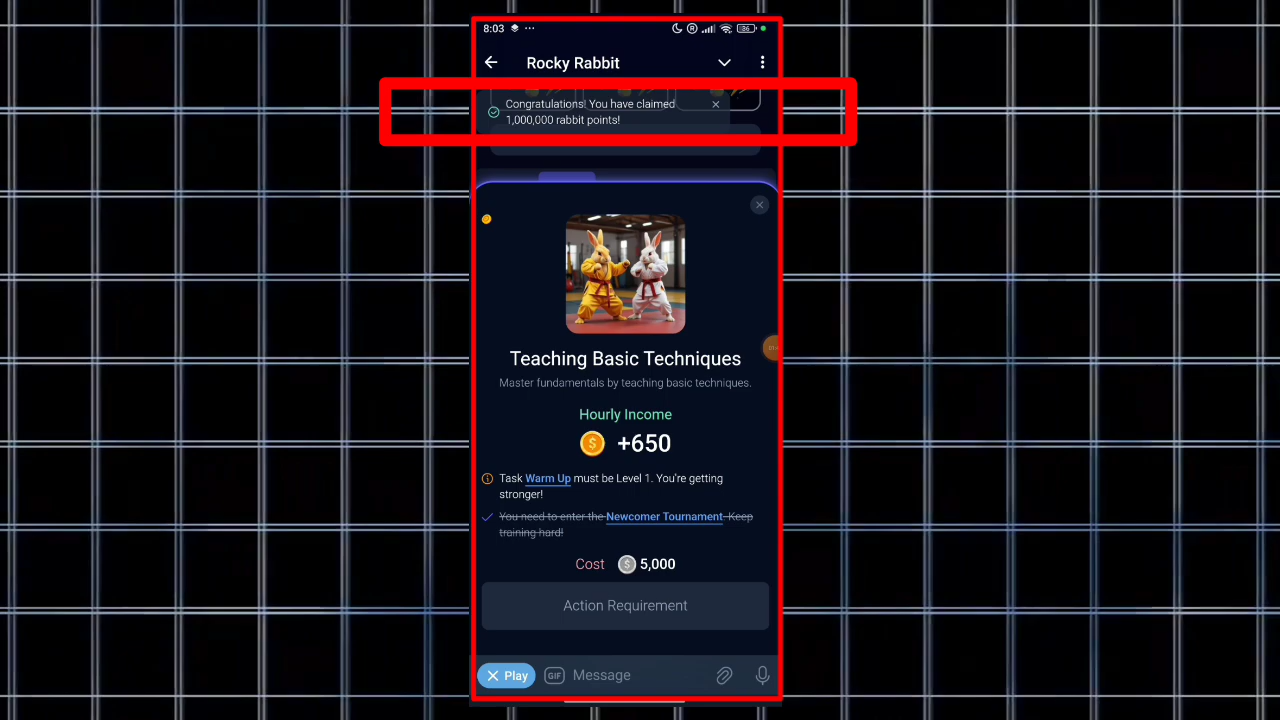 8:03
Rocky Rabbit
Congratulations! You have claimed
1,000,000 rabbit points!
Teaching Basic Techniques
Master fundamentals by teaching basic techniques.
Hourly Income
+650
Task Warm Up must be Level 1. You're getting
stronger!
You need to enter the Newcomer Tournament. Keep
training hard!
Cost 5,000
Action Requirement
Play GIF Message